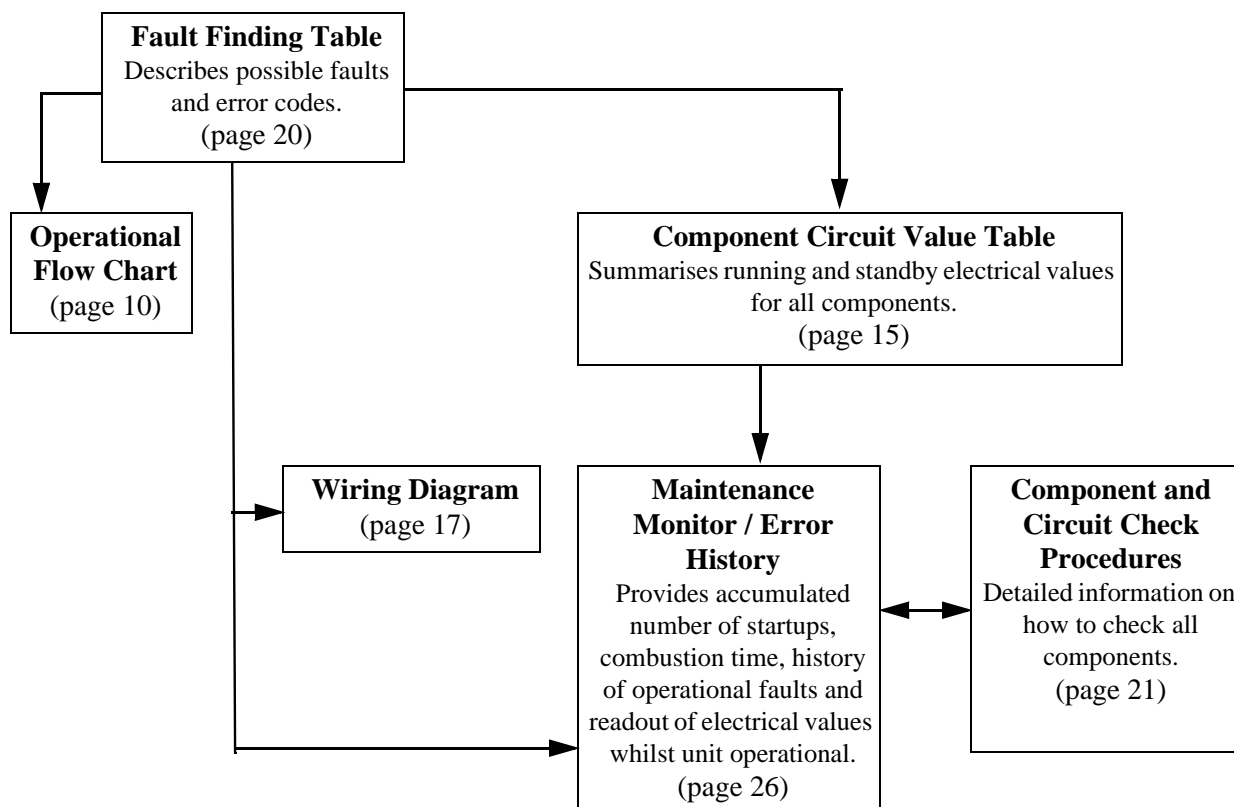 Fault Finding Table
Describes possible faults
and error codes.
(page 20)
Operational
Flow Chart
(page 10)
Component Circuit Value Table
Summarises running and standby electrical values
for all components.
(page 15)
Wiring Diagram
(page 17)
Maintenance
Monitor / Error
History
Provides accumulated
number of startups,
combustion time, history
of operational faults and
readout of electrical values
whilst unit operational.
(page 26)
Component and
Circuit Check
Procedures
Detailed information on
how to check all
components.
(page 21)